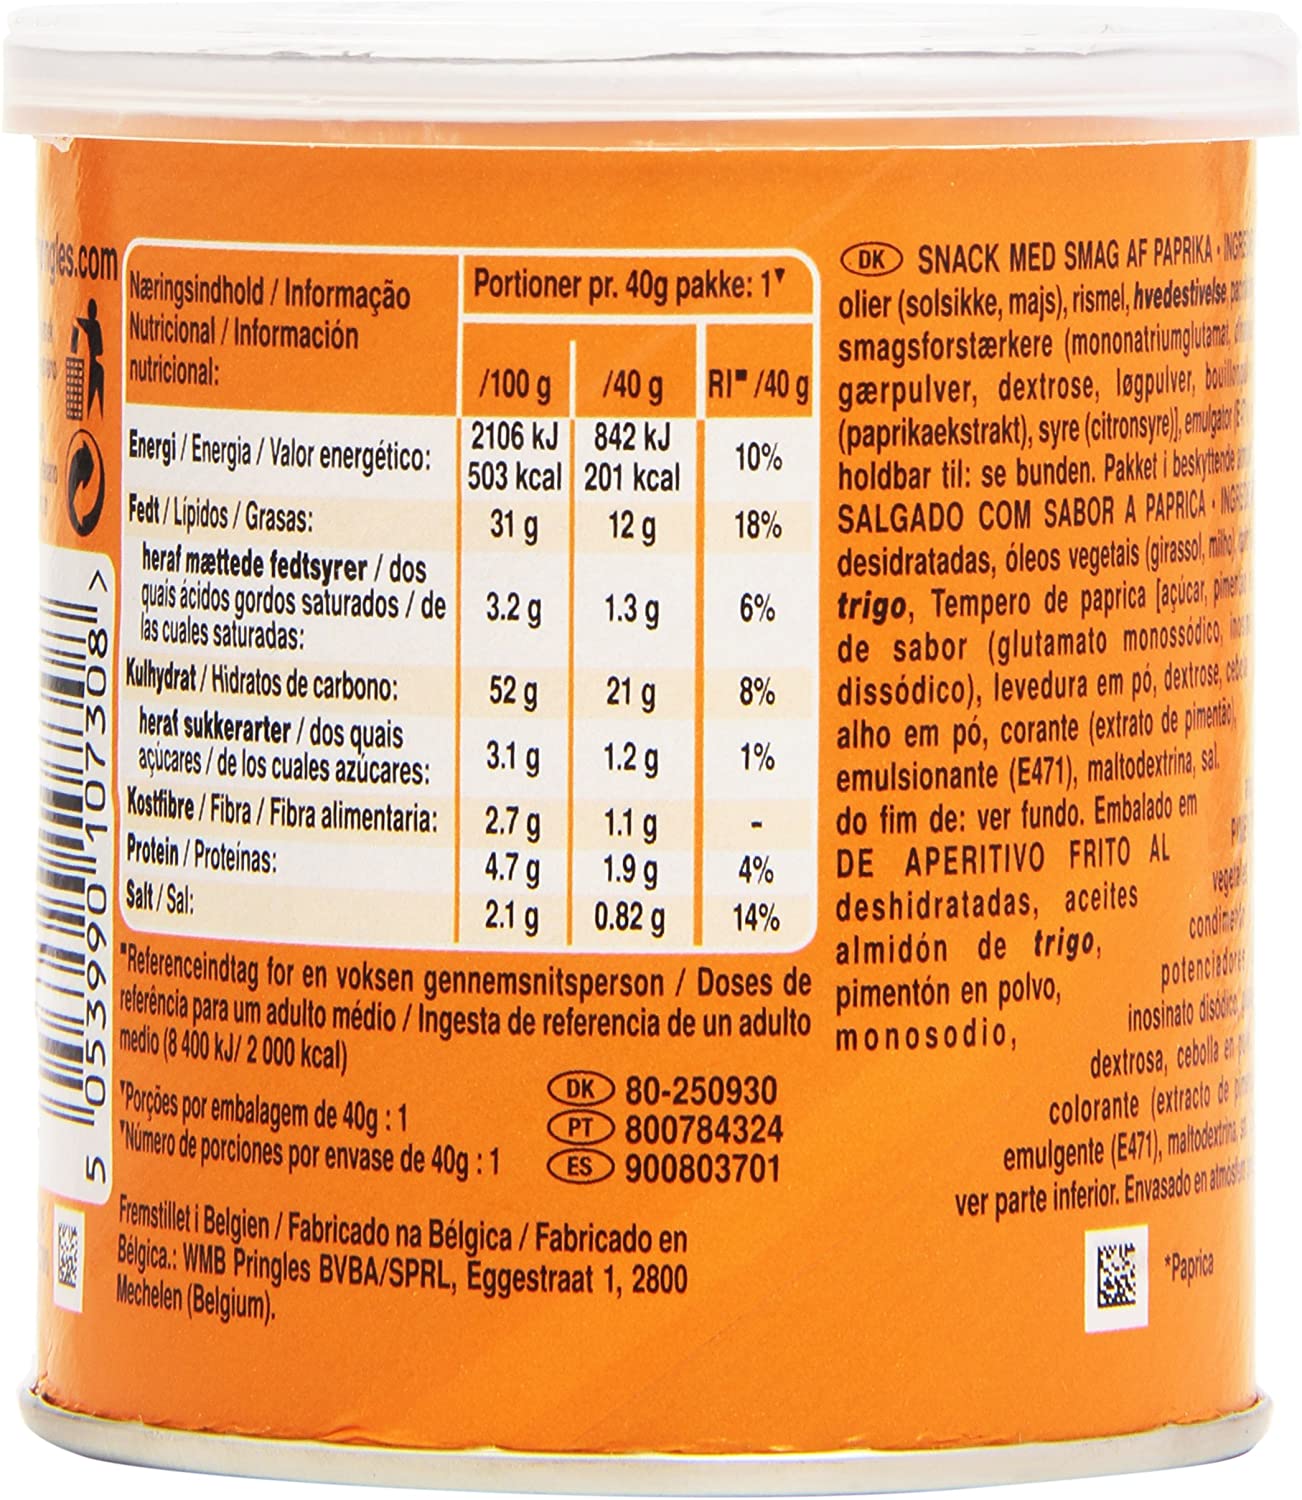 Næringsindhold / Informação
Nutricional / Información
nutricional:
Portioner pr. 40g pakke: 1▼
/100 g /40 g RI■ /40 g
Energi / Energia / Valor energético: 2106 kJ 842 kJ 10%
503 kcal 201 kcal
Fedt / Lípidos / Grasas: 31 g 12 g 18%
heraf mættede fedtsyrer / dos
quais ácidos gordos saturados / de 3.2 g 1.3 g 6%
las cuales saturadas:
Kulhydrat / Hidratos de carbono: 52 g 21 g 8%
heraf sukkerarter / dos quais
açúcares / de los cuales azúcares: 3.1 g 1.2 g 1%
Kostfibre / Fibra / Fibra alimentaria: 2.7 g 1.1 g -
Protein / Proteínas: 4.7 g 1.9 g 4%
Salt / Sal: 2.1 g 0.82 g 14%
■Referenceindtag for en voksen gennemsnitsperson / Doses de
referência para um adulto médio / Ingesta de referencia de un adulto
medio (8 400 kJ/ 2 000 kcal)
▼Porções por embalagem de 40g : 1
▼Número de porciones por envase de 40g : 1
DK 80-250930
PT 800784324
ES 900803701
Fremstillet i Belgien / Fabricado na Bélgica / Fabricado en
Bélgica.: WMB Pringles BVBA/SPRL, Eggestraat 1, 2800
Mechelen (Belgium).
5 053990 107308 >
DK SNACK MED SMAG AF PAPRIKA •
olier (solsikke, majs), rismel, hvedestivelse,
smagsforstærkere (mononatriumglutamat,
gærpulver, dextrose, løgpulver,
(paprikaekstrakt), syre (citronsyre)], emulgator
holdbar til: se bunden. Pakket i beskyttende
SALGADO COM SABOR A PAPRICA •
desidratadas, óleos vegetais (girassol, milho),
trigo, Tempero de paprica [açúcar,
de sabor (glutamato monossódico,
dissódico), levedura em pó, dextrose,
alho em pó, corante (extrato de pimentão),
emulsionante (E471), maltodextrina, sal.
do fim de: ver fundo. Embalado em
DE APERITIVO FRITO AL
deshidratadas, aceites vegetales
almidón de trigo,
pimentón en polvo, potenciadores
monosodio, inosinato disódico,
dextrosa, cebolla en
colorante (extracto de
emulgente (E471), maltodextrina,
ver parte inferior. Envasado en
*Paprica